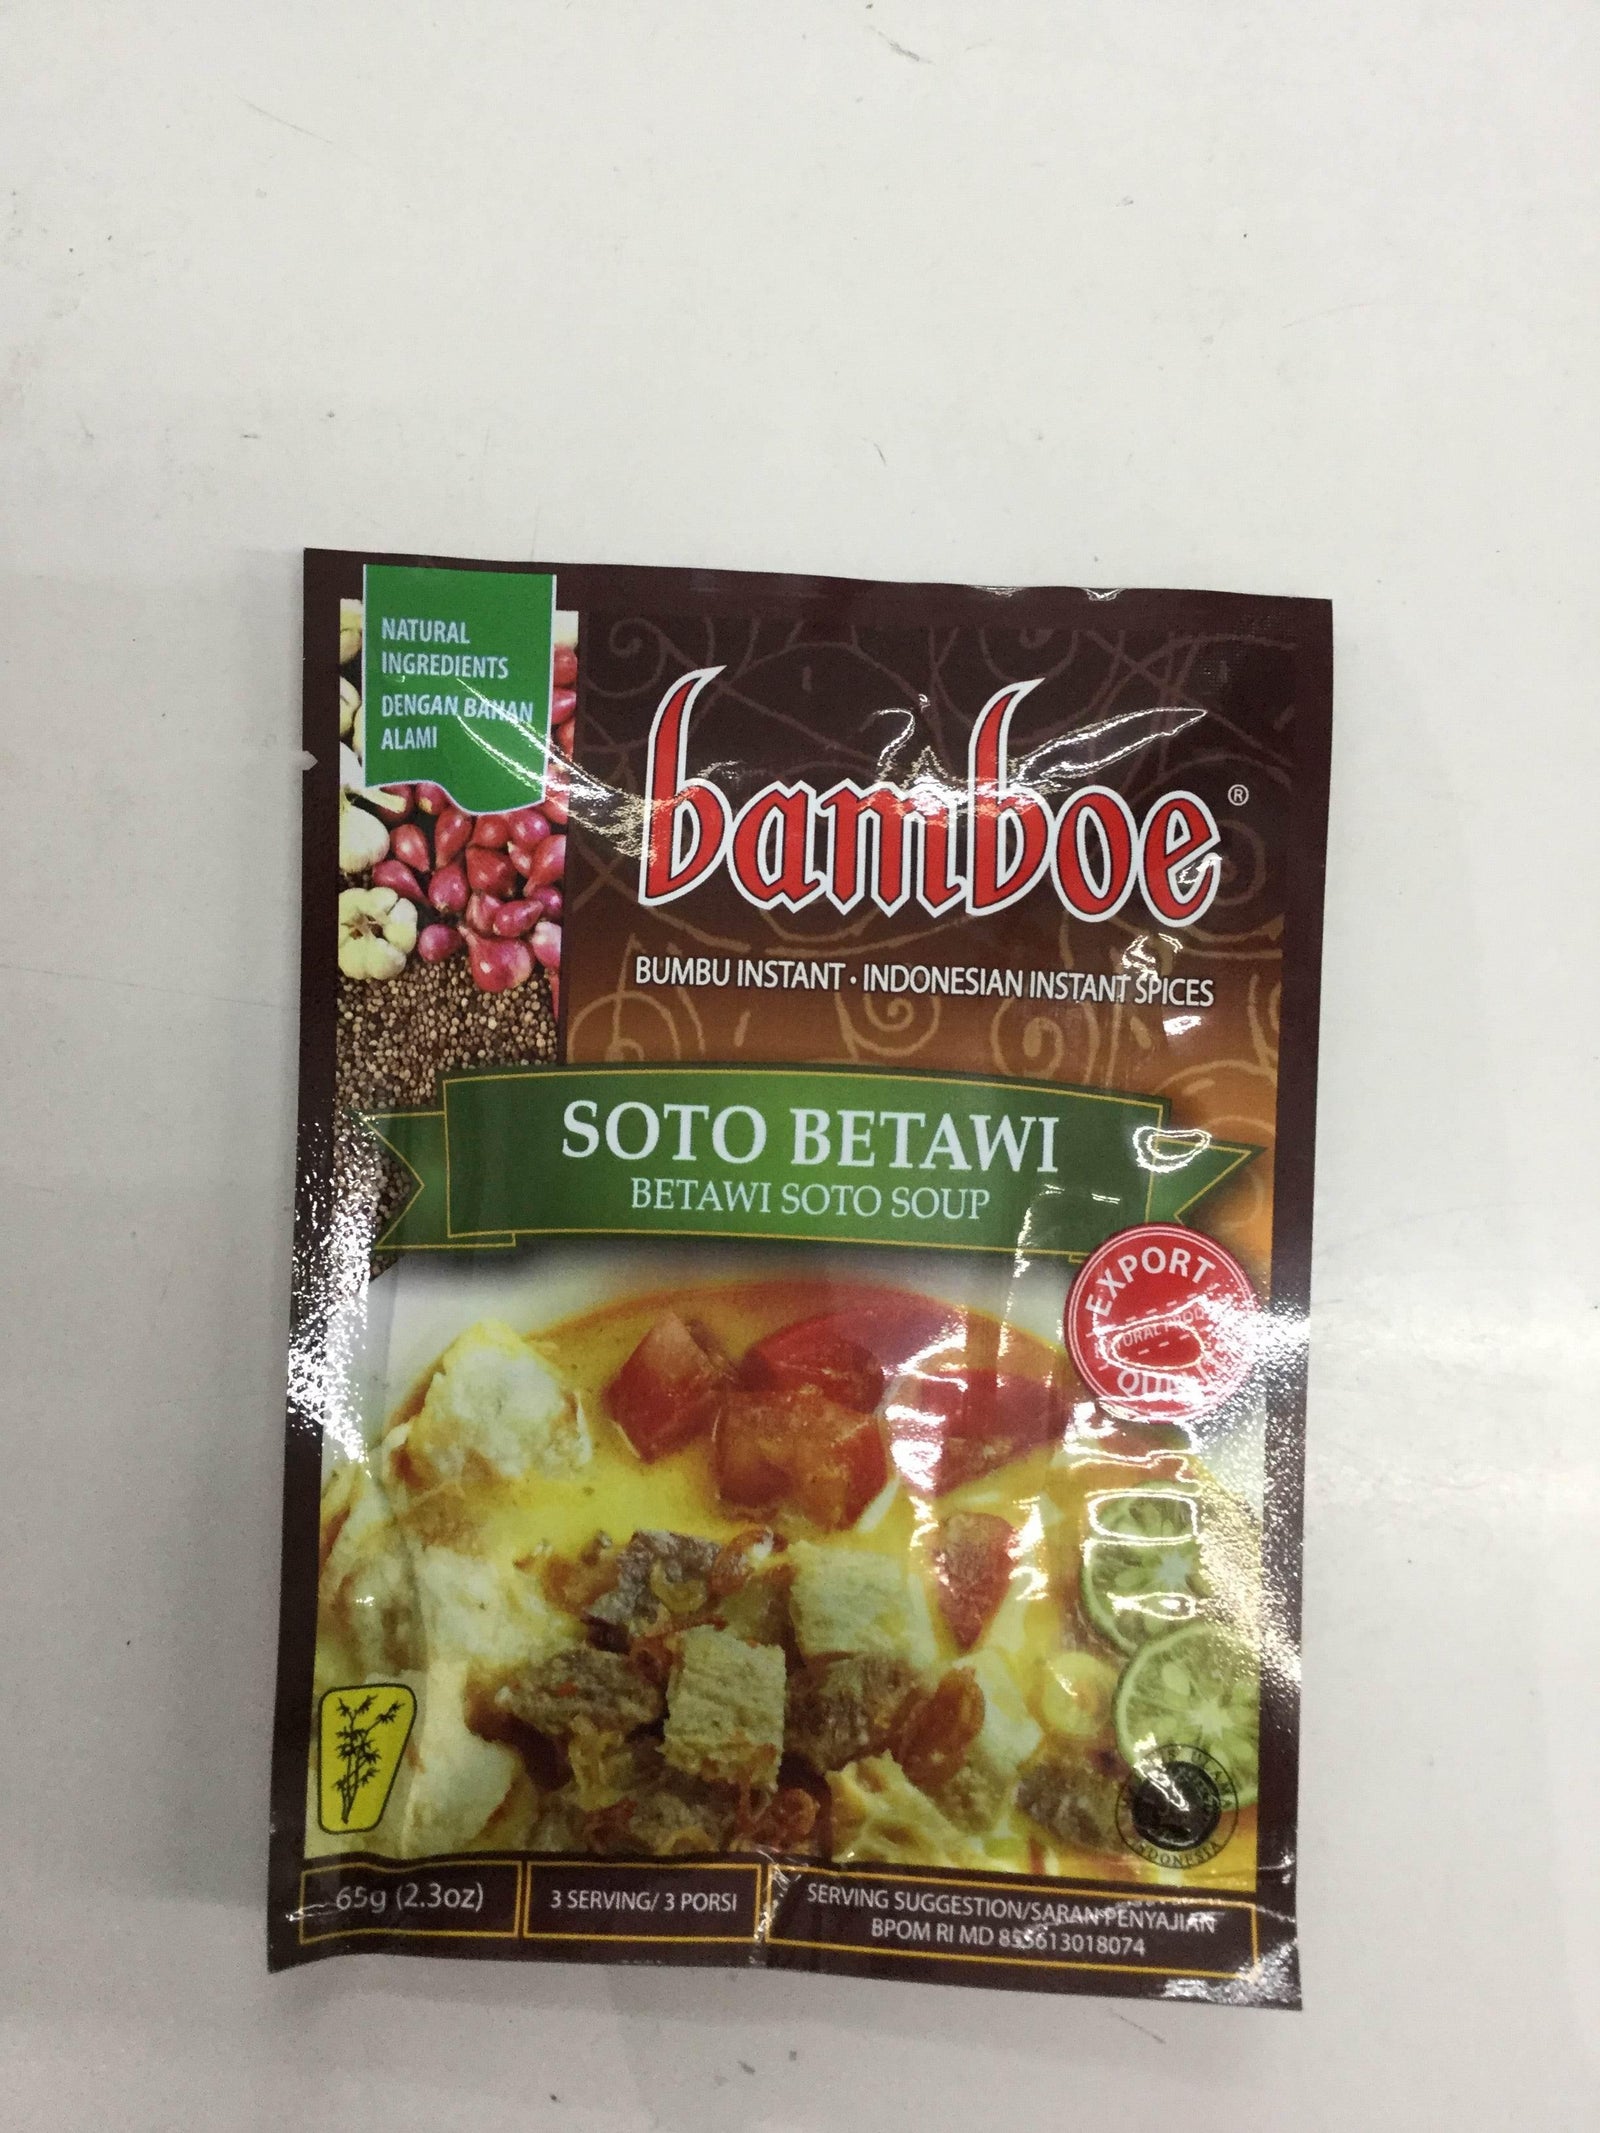 NATURAL
INGREDIENTS
DENGAN BAHAN
ALAMI
bamboe®
BUMBU INSTANT • INDONESIAN INSTANT SPICES
SOTO BETAWI
BETAWI SOTO SOUP
EXPORT
INDONESIA
65g (2.3oz)
3 SERVING/ 3 PORSI
SERVING SUGGESTION/SARAN PENYAJIAN
BPOM RI MD 855613018074